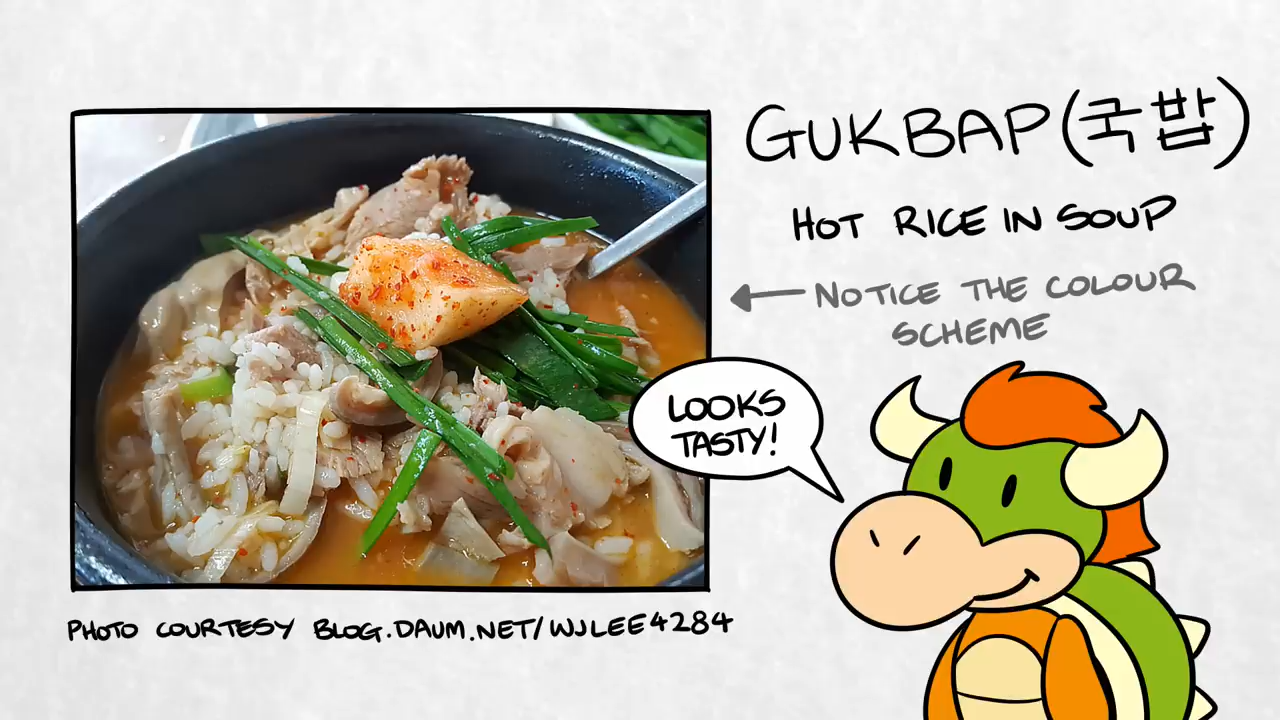 GUKBAP (국밥)
HOT RICE IN SOUP
← NOTICE THE COLOUR
SCHEME
LOOKS
TASTY!
PHOTO COURTESY BLOG.DAUM.NET/WJLEE4284